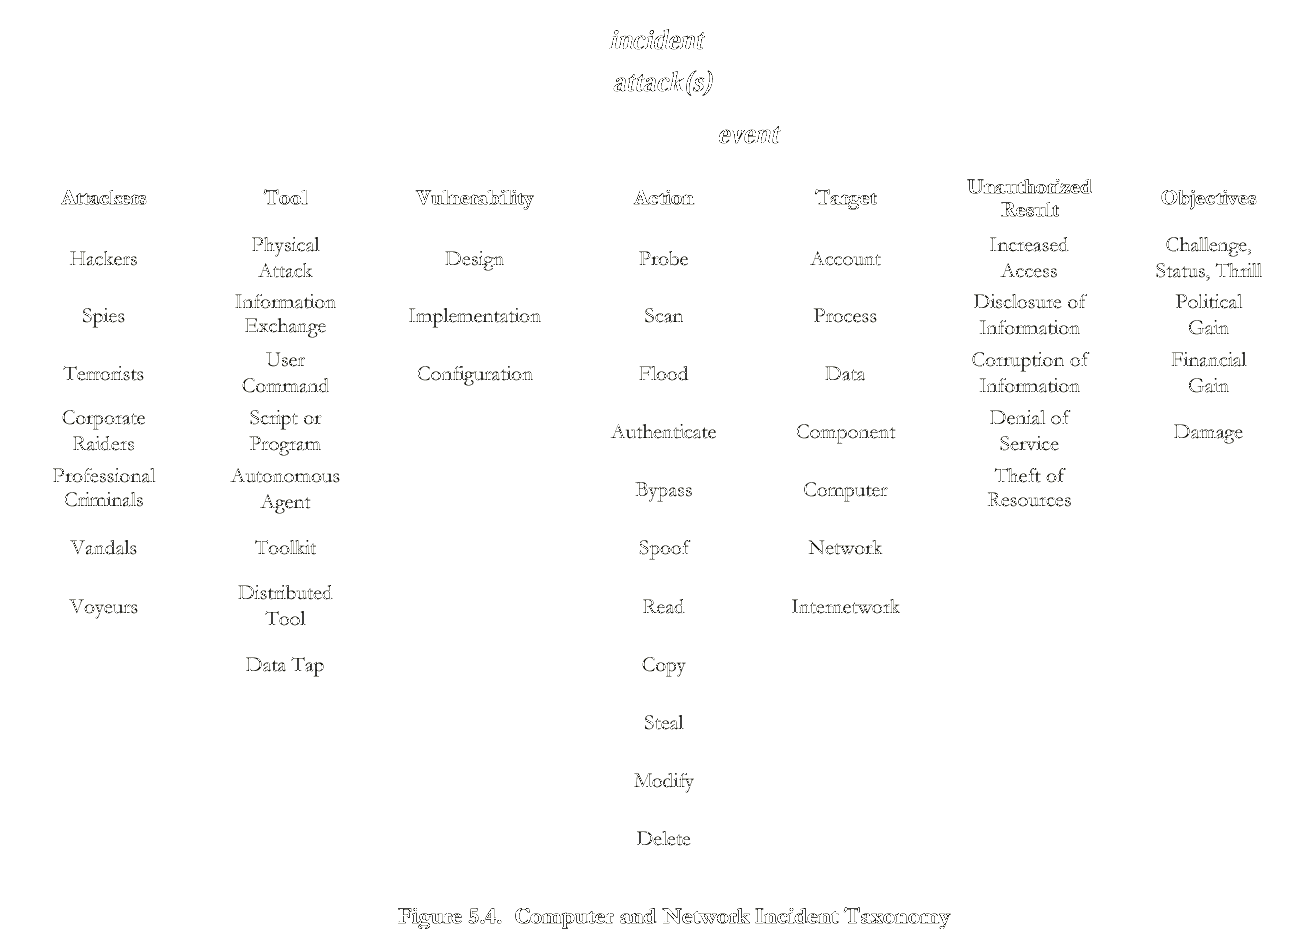 incident
attack(s)
event
Attackers Tool Vulnerability Action Target Unauthorized Result Objectives
Hackers Physical Attack Design Probe Account Increased Access Challenge, Status, Thrill
Spies Information Exchange Implementation Scan Process Disclosure of Information Political Gain
Terrorists User Command Configuration Flood Data Corruption of Information Financial Gain
Corporate Raiders Script or Program Authenticate Component Denial of Service Damage
Professional Criminals Autonomous Agent Bypass Computer Theft of Resources
Vandals Toolkit Spoof Network
Voyeurs Distributed Tool Read Internetwork
Data Tap Copy
Steal
Modify
Delete
Figure 5.4. Computer and Network Incident Taxonomy